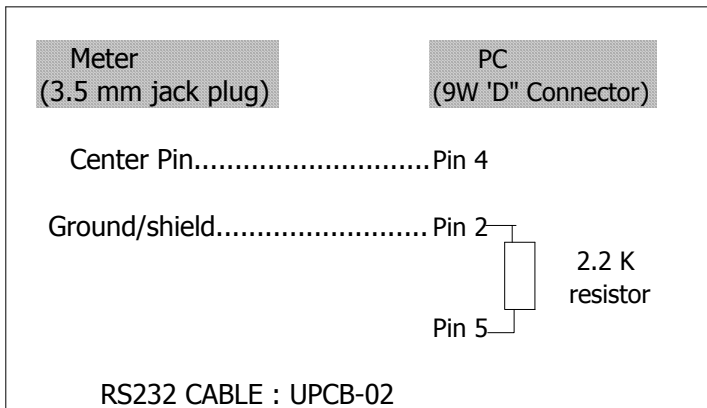 Meter
PC
(3.5 mm jack plug)
(9W 'D" Connector)
Center Pin.............................Pin 4
Ground/shield.......................... Pin 2
2.2 K
resistor
Pin 5
RS232 CABLE : UPCB-02